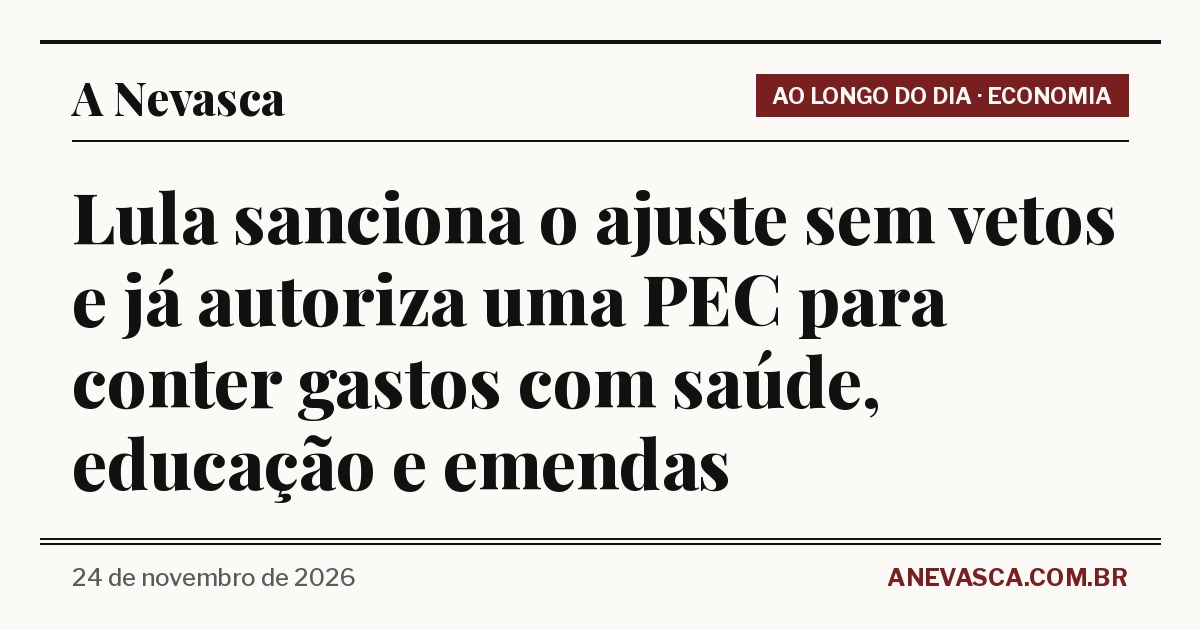 A Nevasca
AO LONGO DO DIA · ECONOMIA
Lula sanciona o ajuste sem vetos
e já autoriza uma PEC para
conter gastos com saúde,
educação e emendas
24 de novembro de 2026
ANEVASCA.COM.BR